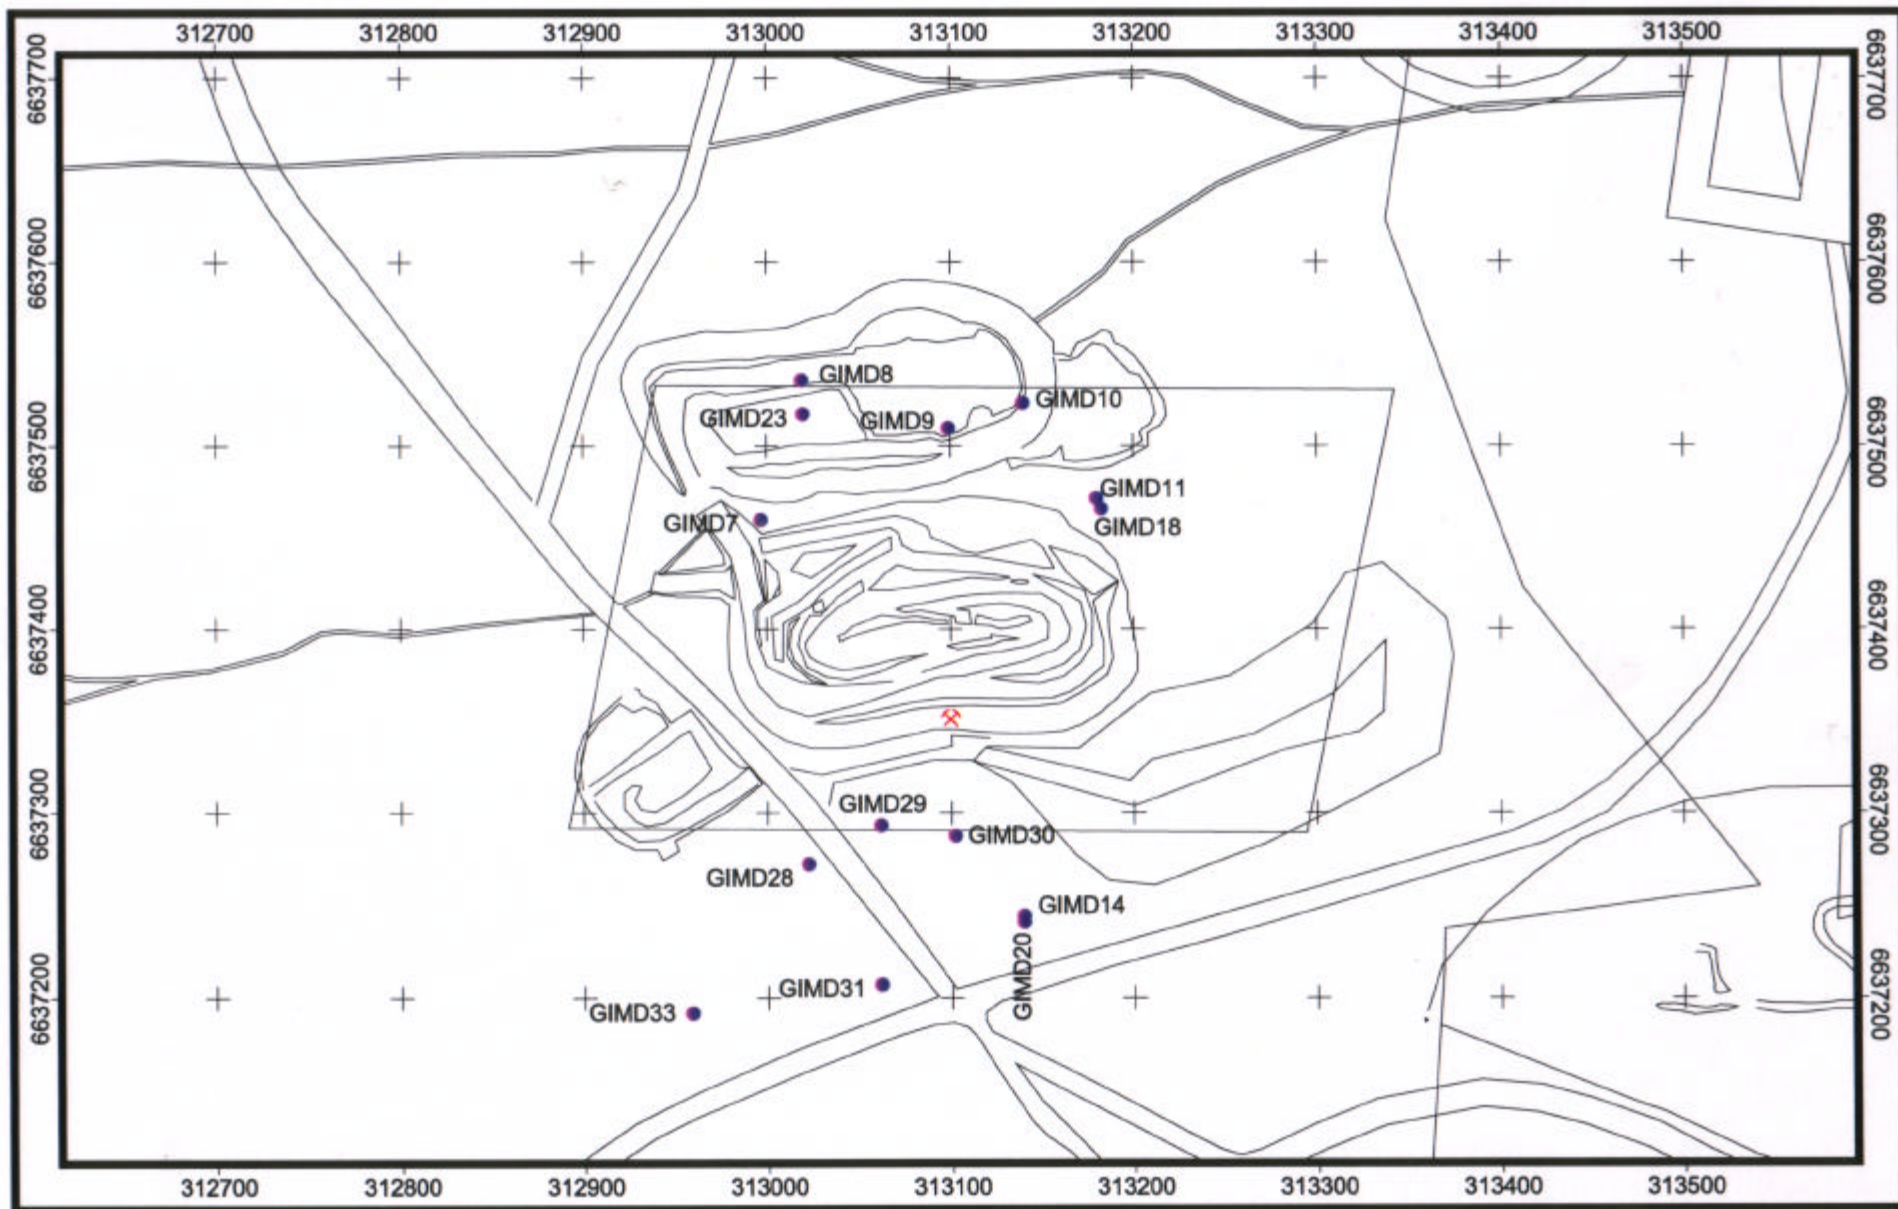 312700 312800 312900 313000 313100 313200 313300 313400 313500
6637700 6637700
6637600 6637600
GIMD8
GIMD10
GIMD23 GIMD9
6637500 6637500
GIMD11
GIMD7 GIMD18
6637400 6637400
GIMD29
6637300 6637300
GIMD30
GIMD28
GIMD14
GIMD20
GIMD31
6637200 6637200
GIMD33
312700 312800 312900 313000 313100 313200 313300 313400 313500